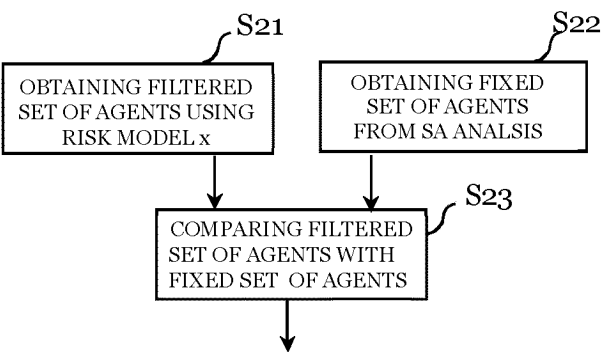 S21
OBTAINING FILTERED
SET OF AGENTS USING
RISK MODEL x
S22
OBTAINING FIXED
SET OF AGENTS
FROM SA ANALSIS
S23
COMPARING FILTERED
SET OF AGENTS WITH
FIXED SET OF AGENTS